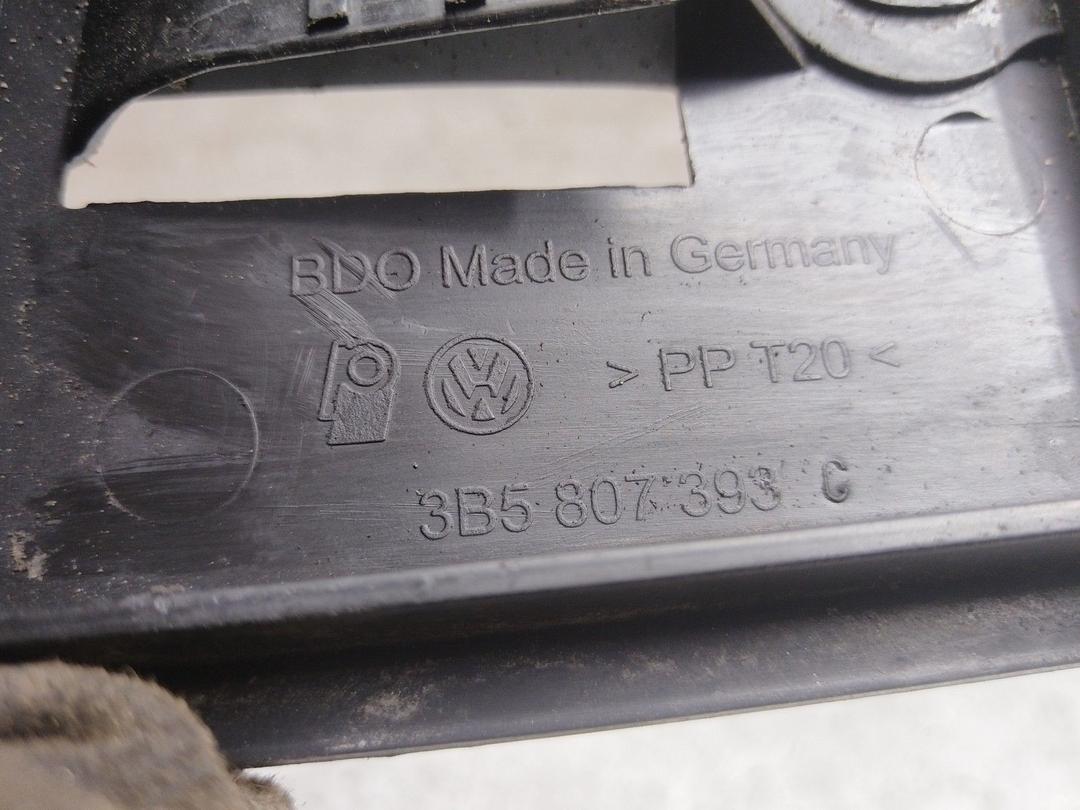 BDO Made in Germany
> PP T20 <
3B5 807 393 C